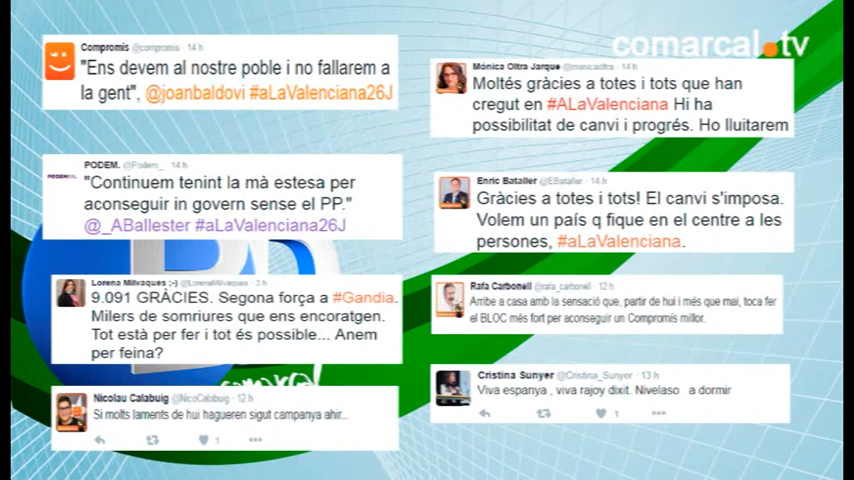 comarcal.tv
Compromís @compromis · 14 h
"Ens devem al nostre poble i no fallarem a
la gent", @joanbaldovi #aLaValenciana26J
PODEM. @Podem_ · 14 h
PODEMOS.
"Continuem tenint la mà estesa per
aconseguir in govern sense el PP."
@_ABallester #aLaValenciana26J
Lorena Milvaques :-) @LorenaMilvaques · 3 h
9.091 GRÀCIES. Segona força a #Gandia.
Milers de somriures que ens encoratgen.
Tot està per fer i tot és possible... Anem
per feina?
Nicolau Calabuig @NicoCalabuig · 12 h
Si molts laments de hui hagueren sigut campanya ahir...
1
Mónica Oltra Jarque @monicaoltra · 14 h
Moltés gràcies a totes i tots que han
cregut en #ALaValenciana Hi ha
possibilitat de canvi i progrés. Ho lluitarem
Enric Bataller @EBataller · 14 h
Gràcies a totes i tots! El canvi s'imposa.
Volem un país q fique en el centre a les
persones, #aLaValenciana.
Rafa Carbonell @rafa_carbonell · 12 h
Arribe a casa amb la sensació que, partir de hui i més que mai, toca fer
el BLOC més fort per aconseguir un Compromís millor.
Cristina Sunyer @Cristina_Sunyer · 13 h
Viva espanya , viva rajoy dixit. Nivelaso a dormir
1